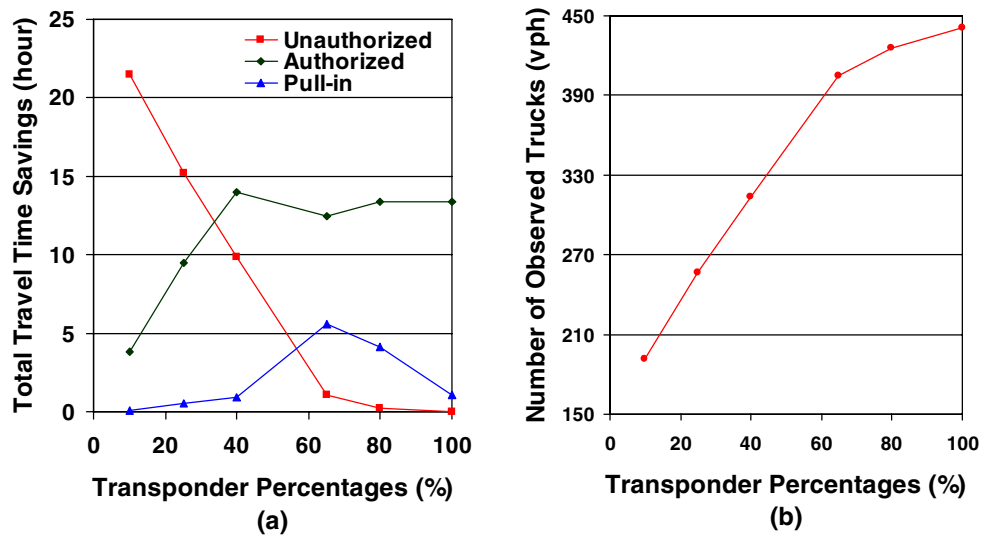 Total Travel Time Savings (hour)
25
20
15
10
5
0
Unauthorized
Authorized
Pull-in
0 20 40 60 80 100
Transponder Percentages (%)
(a)
Number of Observed Trucks (vph)
450
390
330
270
210
150
0 20 40 60 80 100
Transponder Percentages (%)
(b)